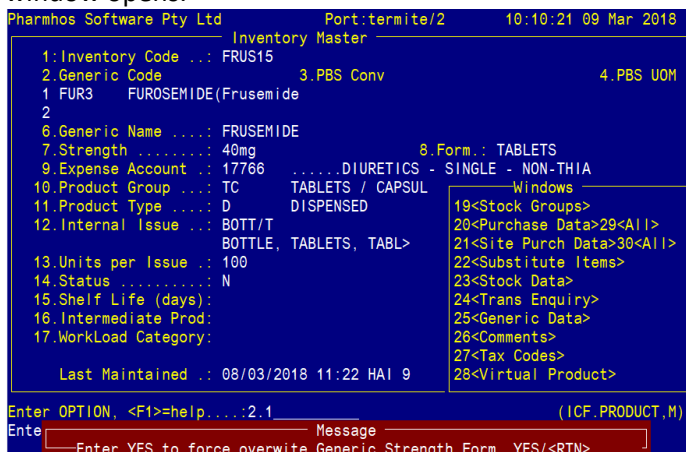 window opens.
Pharmhos Software Pty Ltd Port:termite/2 10:10:21 09 Mar 2018
Inventory Master
1:Inventory Code ..: FRUS15
2.Generic Code 3.PBS Conv 4.PBS UOM
1 FUR3 FUROSEMIDE(Frusemide
2
6.Generic Name ....: FRUSEMIDE
7.Strength ........: 40mg 8.Form.: TABLETS
9.Expense Account .: 17766 ......DIURETICS - SINGLE - NON-THIA
10.Product Group ...: TC TABLETS / CAPSUL
11.Product Type ....: D DISPENSED
12.Internal Issue ..: BOTT/T
BOTTLE, TABLETS, TABL>
13.Units per Issue .: 100
14.Status ..........: N
15.Shelf Life (days):
16.Intermediate Prod:
17.WorkLoad Category:
Last Maintained .: 08/03/2018 11:22 HAI 9
Windows
19<Stock Groups>
20<Purchase Data>29<All>
21<Site Purch Data>30<All>
22<Substitute Items>
23<Stock Data>
24<Trans Enquiry>
25<Generic Data>
26<Comments>
27<Tax Codes>
28<Virtual Product>
Enter OPTION, <F1>=help....:2.1 (ICF.PRODUCT,M)
Ente Message
Enter YES to force overwite Generic Strength Form YES/<RTN>